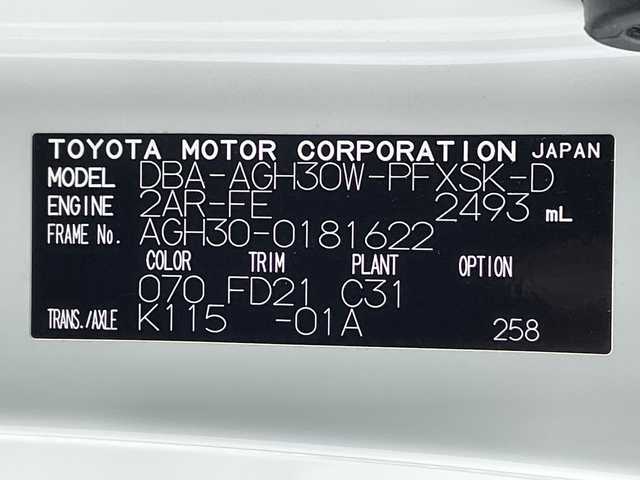 TOYOTA MOTOR CORPORATION JAPAN
MODEL DBA-AGH30W-PFXSK-D
ENGINE 2AR-FE 2493 mL
FRAME No. AGH30-0181622
COLOR TRIM PLANT OPTION
070 FD21 C31
TRANS./AXLE K115 -01A 258